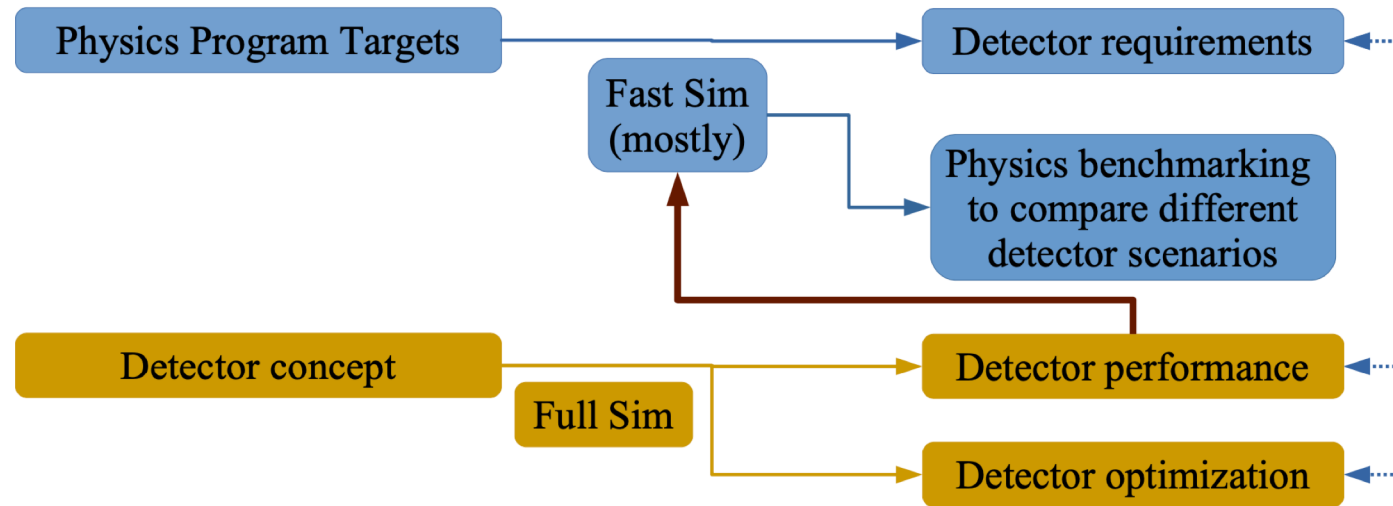 Physics Program Targets
Detector requirements
Fast Sim
(mostly)
Physics benchmarking
to compare different
detector scenarios
Detector concept
Detector performance
Full Sim
Detector optimization